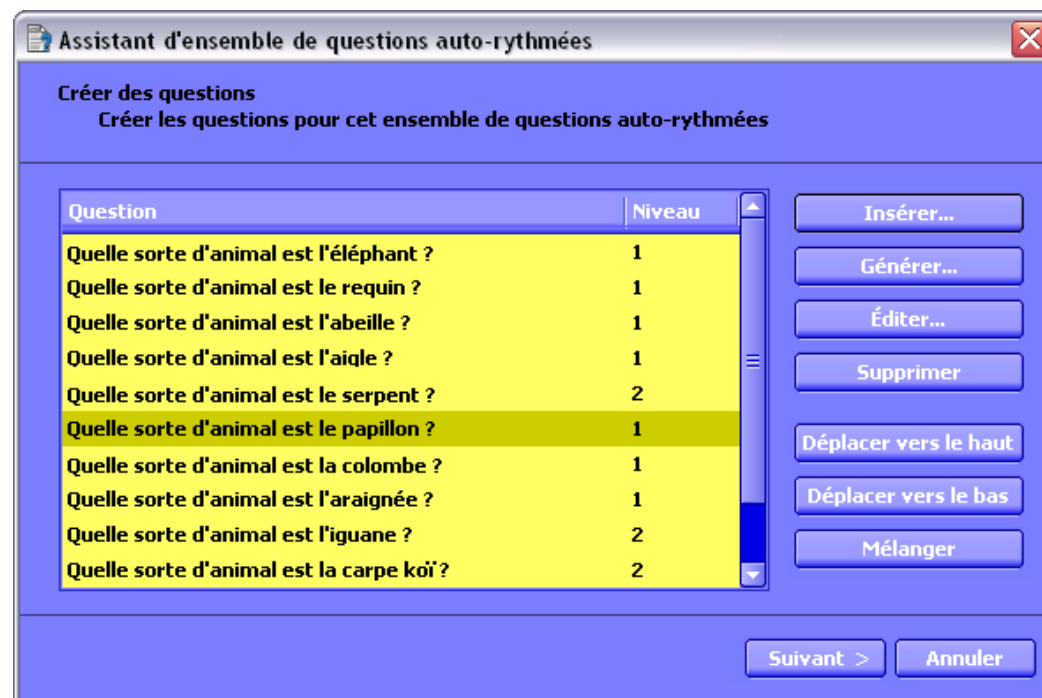 Assistant d'ensemble de questions auto-rythmées
Créer des questions
Créer les questions pour cet ensemble de questions auto-rythmées
Question Niveau
Quelle sorte d'animal est l'éléphant ? 1
Quelle sorte d'animal est le requin ? 1
Quelle sorte d'animal est l'abeille ? 1
Quelle sorte d'animal est l'aigle ? 1
Quelle sorte d'animal est le serpent ? 2
Quelle sorte d'animal est le papillon ? 1
Quelle sorte d'animal est la colombe ? 1
Quelle sorte d'animal est l'araignée ? 1
Quelle sorte d'animal est l'iguane ? 2
Quelle sorte d'animal est la carpe koï ? 2
Insérer...
Générer...
Éditer...
Supprimer
Déplacer vers le haut
Déplacer vers le bas
Mélanger
Suivant >
Annuler